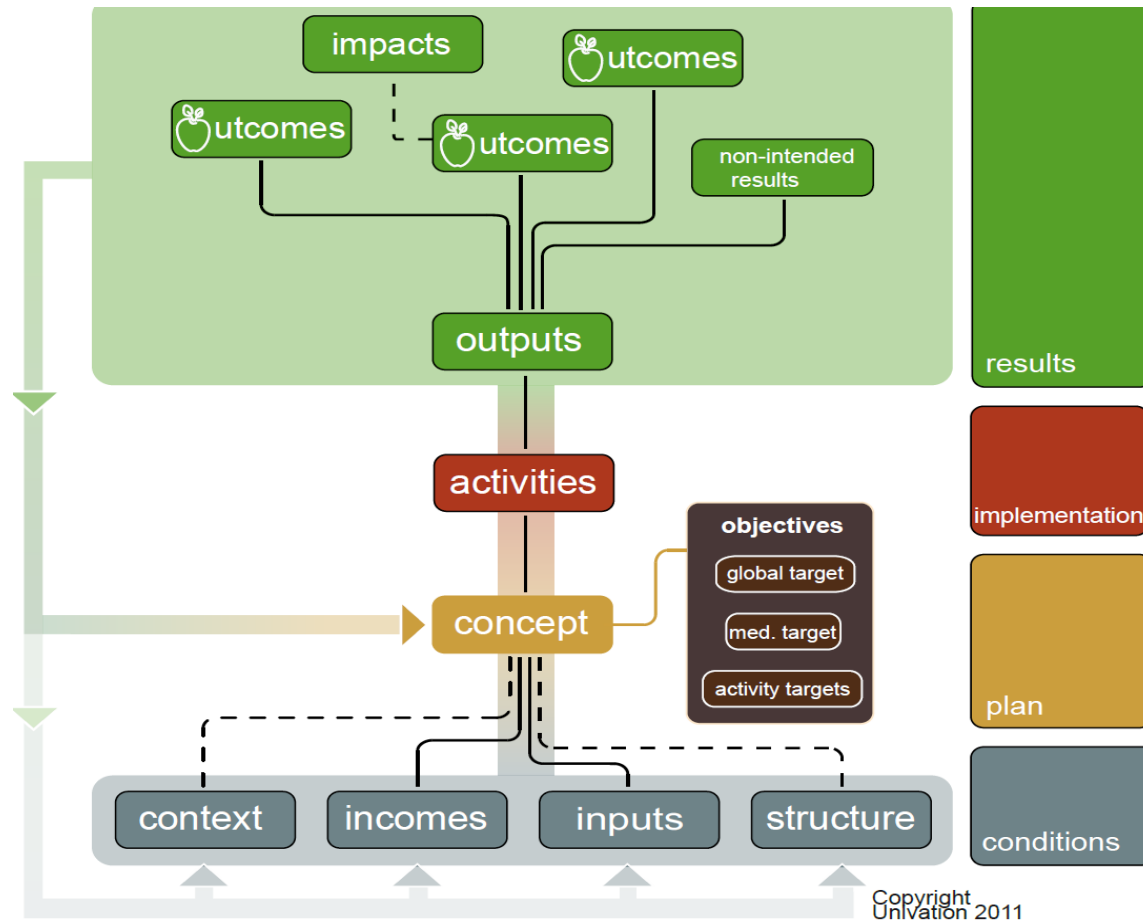 impacts
utcomes
utcomes
utcomes
non-intended
results
outputs
results
activities
implementation
objectives
global target
med. target
activity targets
concept
plan
context
incomes
inputs
structure
conditions
Copyright
Univation 2011